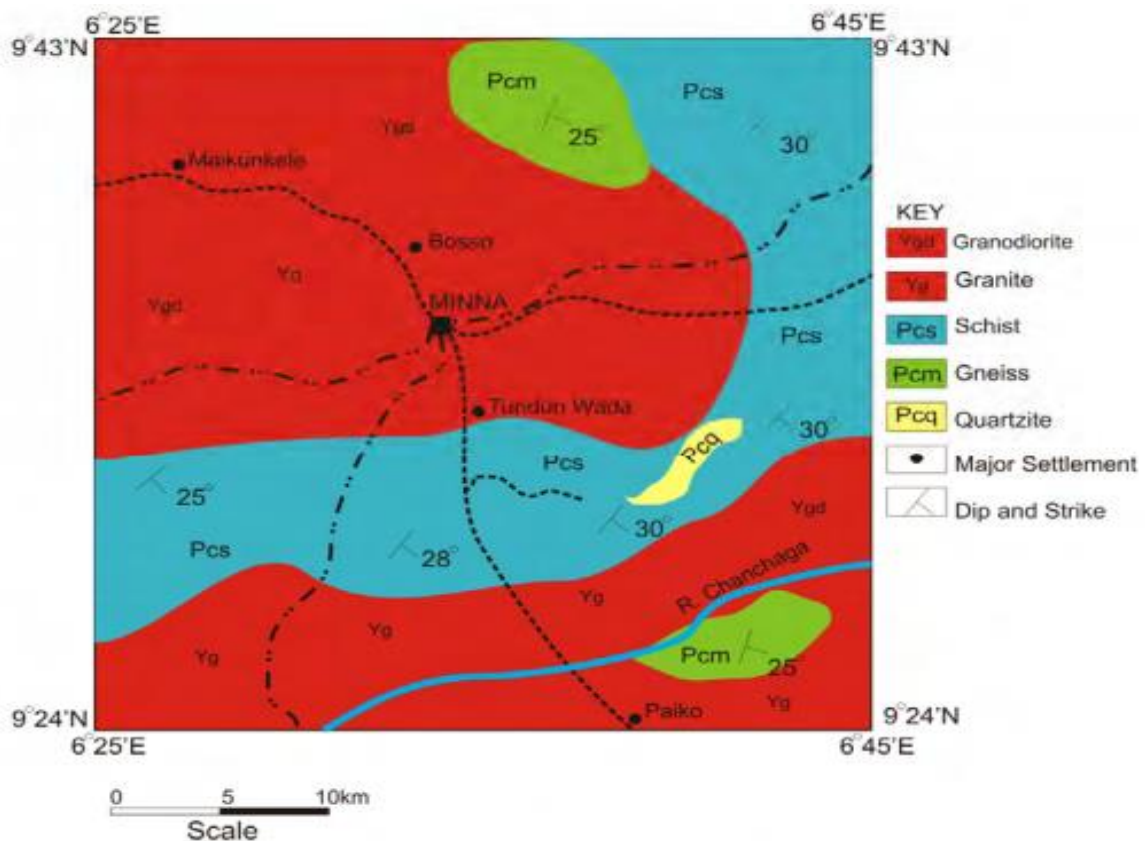 6°25'E
6°45'E
9°43'N
9°43'N
Pcm
Pcs
25°
30°
Ygd
Maikunkele
Bosso
Yg
Ygd
MINNA
Pcs
Tundun Wada
30°
Pcq
Pcs
25°
30°
Ygd
Pcs
28°
R. Chanchaga
Yg
Yg
Yg
Pcm
25°
Yg
Paiko
9°24'N
9°24'N
6°25'E
6°45'E
KEY
Ygd Granodiorite
Yg Granite
Pcs Schist
Pcm Gneiss
Pcq Quartzite
Major Settlement
Dip and Strike
0 5 10km
Scale